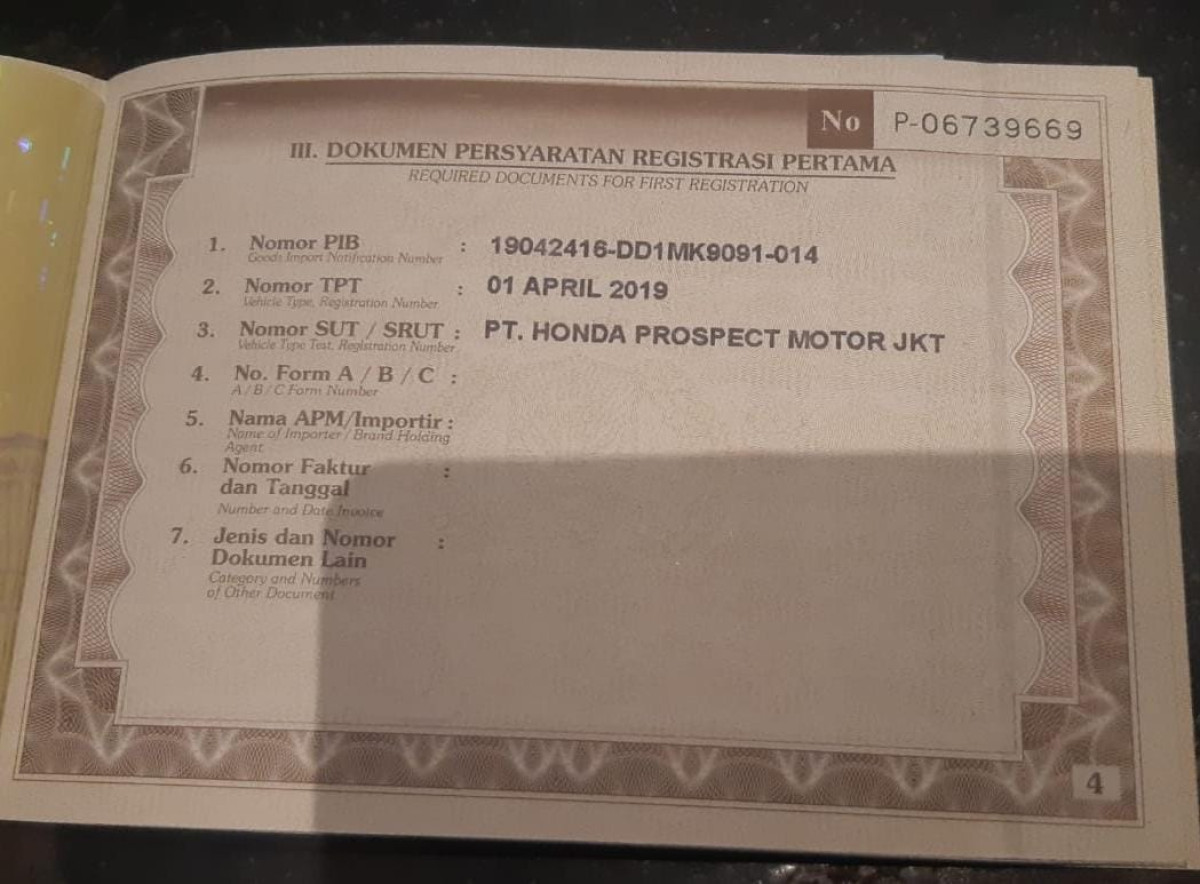 No P-06739669
III. DOKUMEN PERSYARATAN REGISTRASI PERTAMA
REQUIRED DOCUMENTS FOR FIRST REGISTRATION
1. Nomor PIB : 19042416-DD1MK9091-014
Goods Import Notification Number
2. Nomor TPT : 01 APRIL 2019
Vehicle Type, Registration Number
3. Nomor SUT / SRUT : PT. HONDA PROSPECT MOTOR JKT
Vehicle Type Test, Registration Number
4. No. Form A / B / C :
A / B / C Form Number
5. Nama APM/Importir :
Name of Importer / Brand Holding
Agent
6. Nomor Faktur :
dan Tanggal
Number and Date Invoice
7. Jenis dan Nomor :
Dokumen Lain
Category and Numbers
of Other Document
4